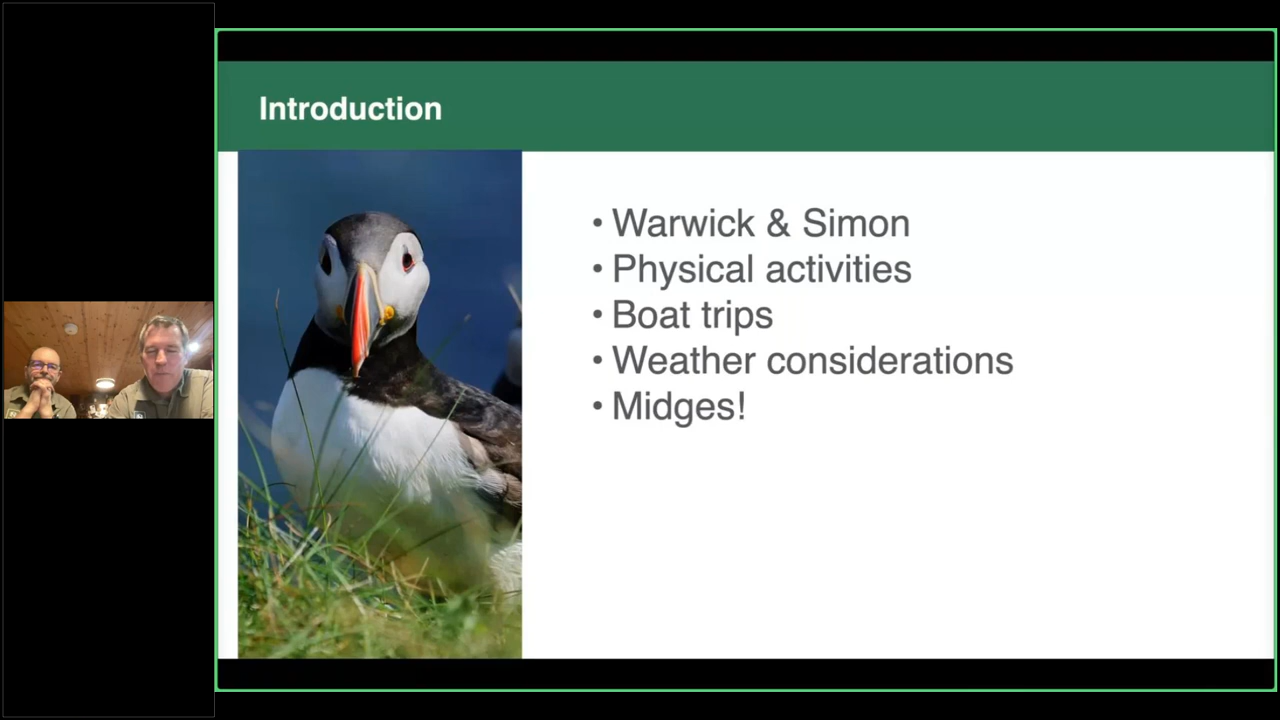 Introduction
• Warwick & Simon
• Physical activities
• Boat trips
• Weather considerations
• Midges!